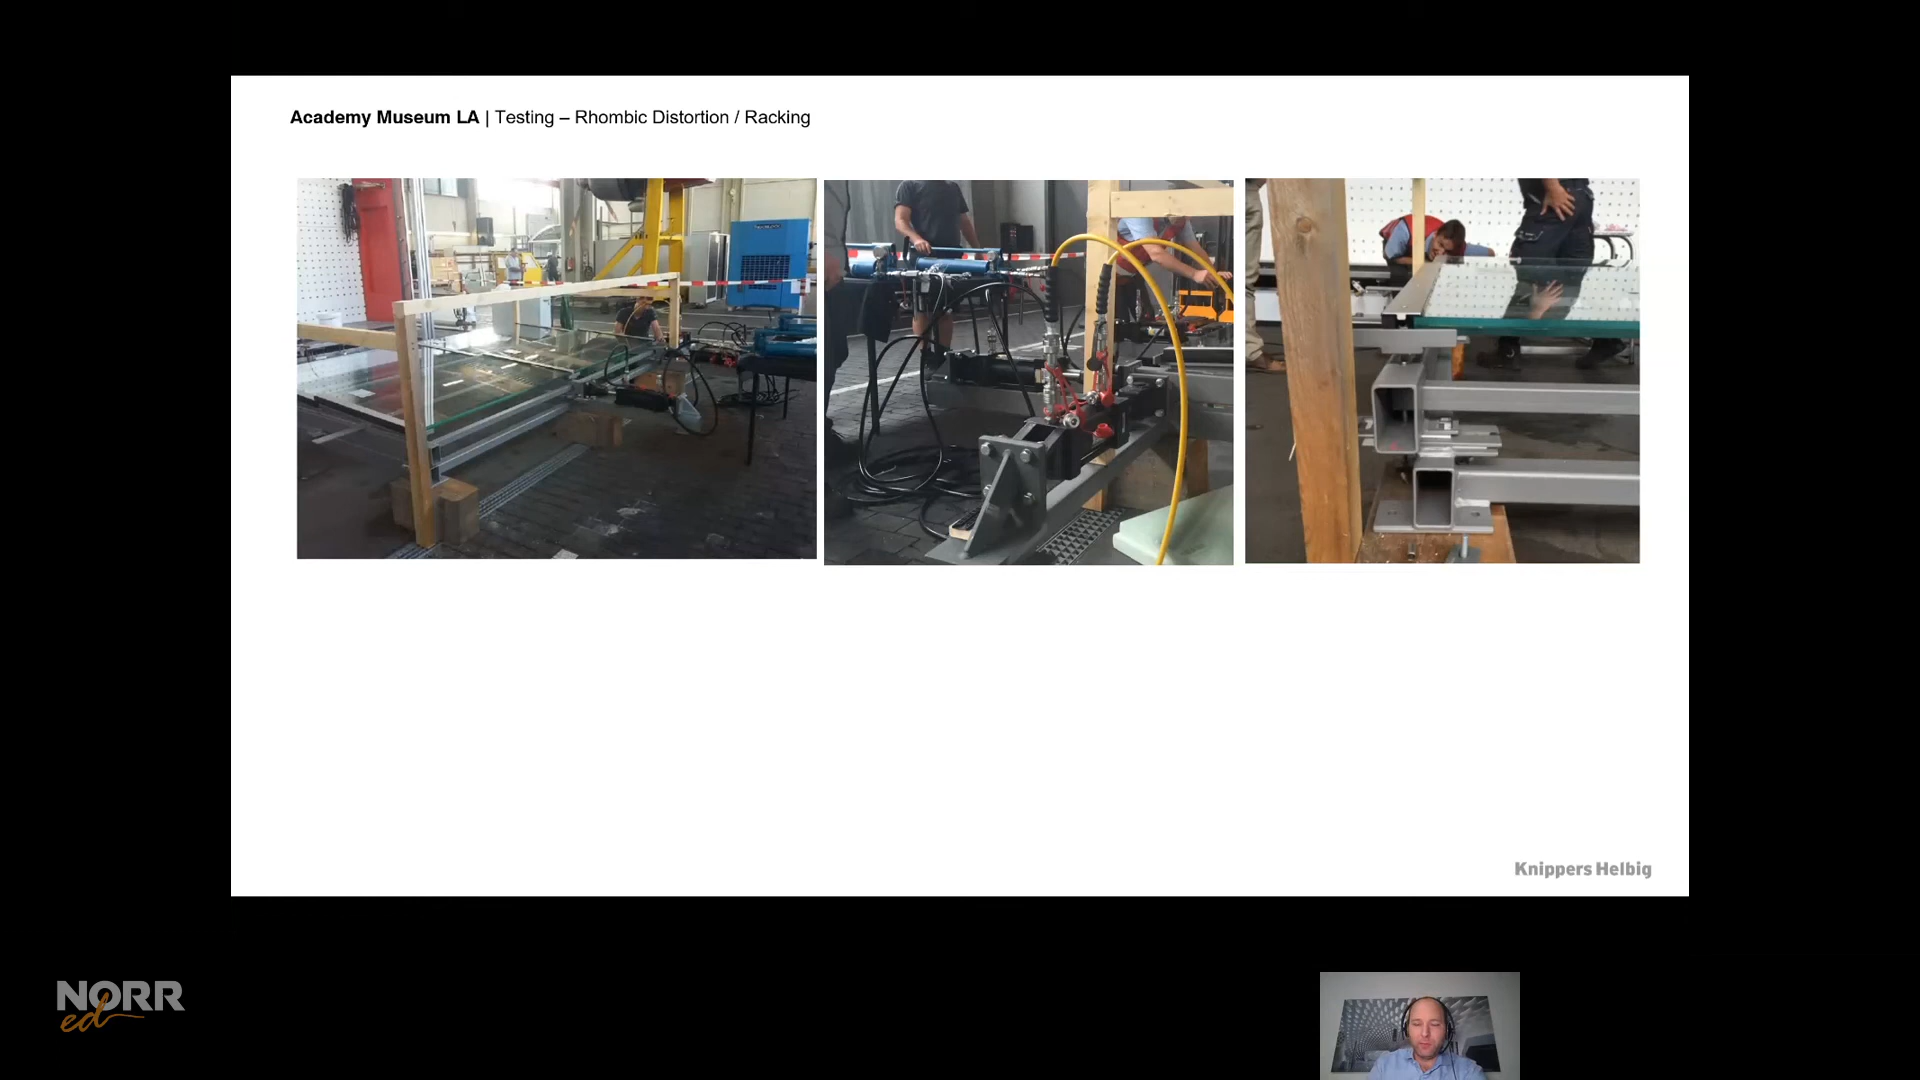 Academy Museum LA | Testing – Rhombic Distortion / Racking
Knippers Helbig
NORR
ed